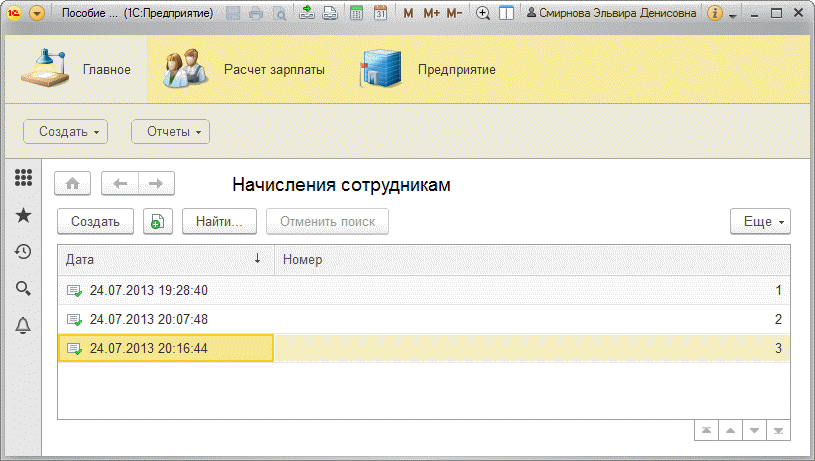 1С Пособие ... (1С:Предприятие) 31 M M+ M- Смирнова Эльвира Денисовна i
Главное Расчет зарплаты Предприятие
Создать Отчеты
Начисления сотрудникам
Создать Найти... Отменить поиск Еще
Дата ↓ Номер
24.07.2013 19:28:40 1
24.07.2013 20:07:48 2
24.07.2013 20:16:44 3